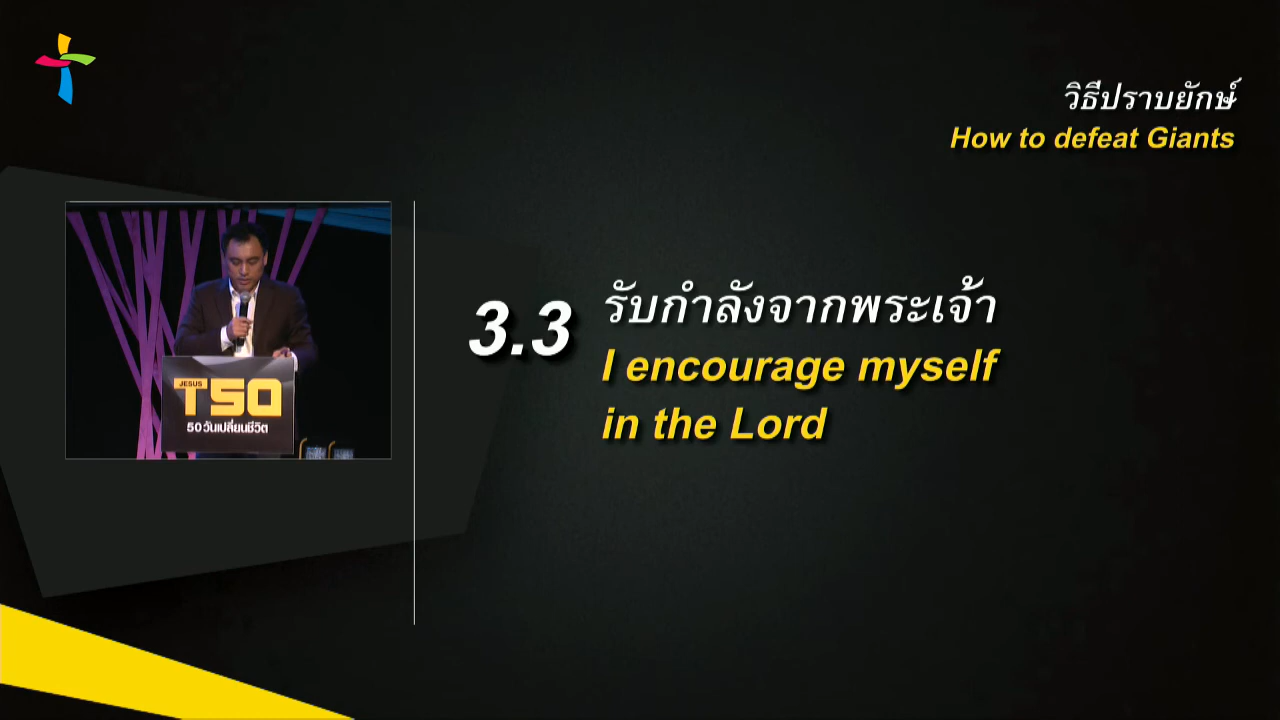 วิธีปราบยักษ์
How to defeat Giants
3.3
รับกำลังจากพระเจ้า
I encourage myself
in the Lord
JESUS
T50
50 วันเปลี่ยนชีวิต